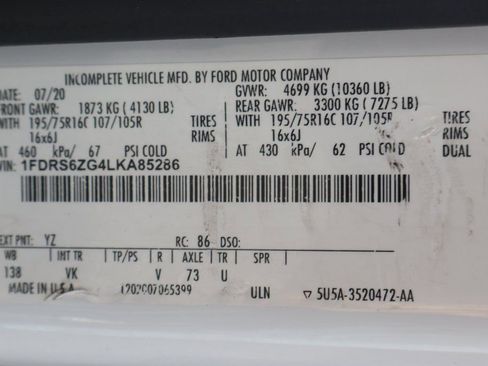 INCOMPLETE VEHICLE MFD. BY FORD MOTOR COMPANY
DATE: 07/20 GVWR: 4699 KG (10360 LB)
FRONT GAWR: 1873 KG (4130 LB) REAR GAWR: 3300 KG (7275 LB)
WITH 195/75R16C 107/105R TIRES WITH 195/75R16C 107/105R TIRES
16x6J RIMS 16x6J RIMS
AT 460 kPa/ 67 PSI COLD AT 430 kPa/ 62 PSI COLD DUAL
VIN: 1FDRS6ZG4LKA85286
EXT PNT: YZ RC: 86 DSO:
WB INT TR TP/PS R AXLE TR SPR
138 VK V 73 U
MADE IN U.S.A. ULN ▽ 5U5A-3520472-AA